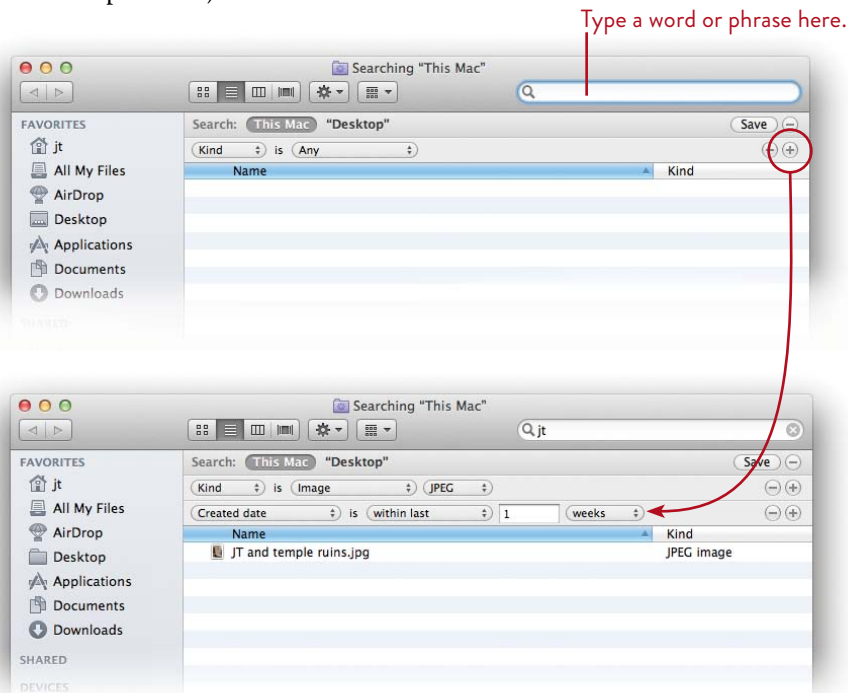 Type a word or phrase here.
Searching "This Mac"
FAVORITES
jt
All My Files
AirDrop
Desktop
Applications
Documents
Downloads
SHARED
Search: This Mac "Desktop" Save
Kind is Any
Name Kind
Searching "This Mac"
jt
FAVORITES
jt
All My Files
AirDrop
Desktop
Applications
Documents
Downloads
SHARED
DEVICES
Search: This Mac "Desktop" Save
Kind is Image JPEG
Created date is within last 1 weeks
Name Kind
JT and temple ruins.jpg JPEG image